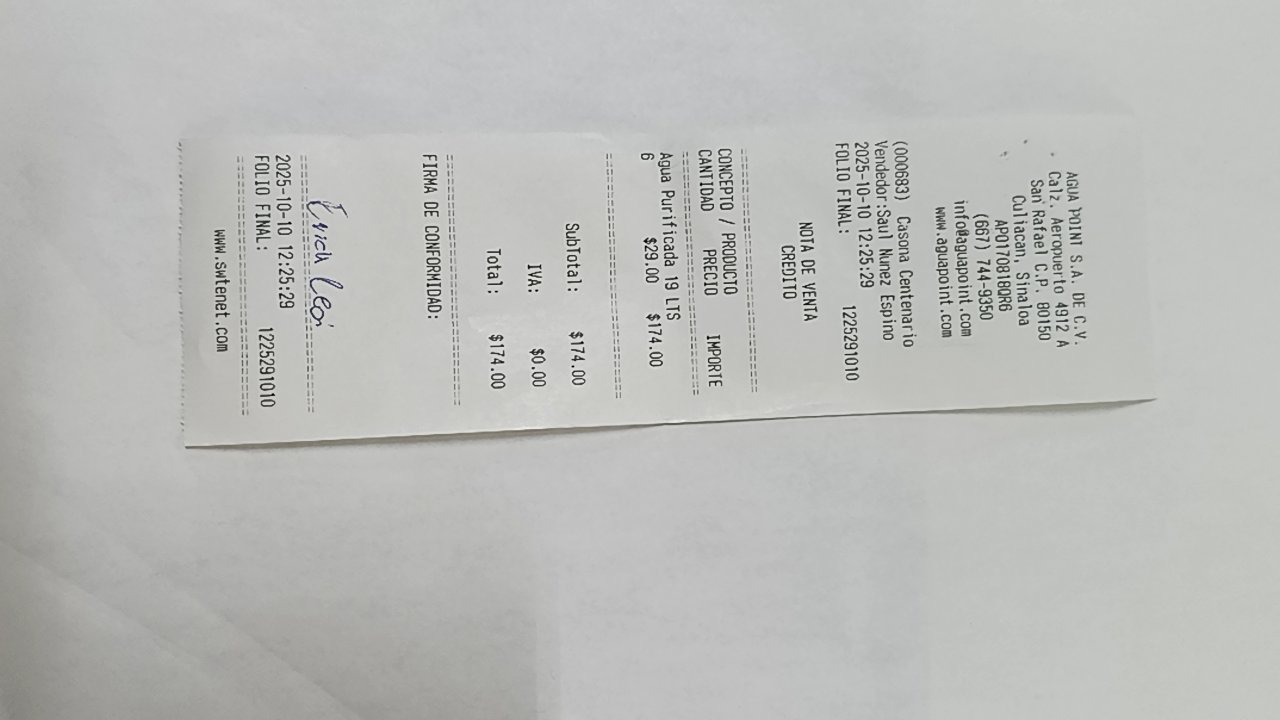 AGUA POINT S.A. DE C.V.
Calz. Aeropuerto 4912 A
San Rafael C.P. 80150
Culiacan, Sinaloa
APO170818QR6
(667) 744-9350
info@aguapoint.com
www.aguapoint.com
(000683) Casona Centenario
Vendedor:Saul Nunez Espino
2025-10-10 12:25:29
FOLIO FINAL: 1225291010
NOTA DE VENTA
CREDITO
CONCEPTO / PRODUCTO
CANTIDAD PRECIO IMPORTE
Agua Purificada 19 LTS
6 $29.00 $174.00
SubTotal: $174.00
IVA: $0.00
Total: $174.00
FIRMA DE CONFORMIDAD:
Erick León
2025-10-10 12:25:29
FOLIO FINAL: 1225291010
www.swtenet.com